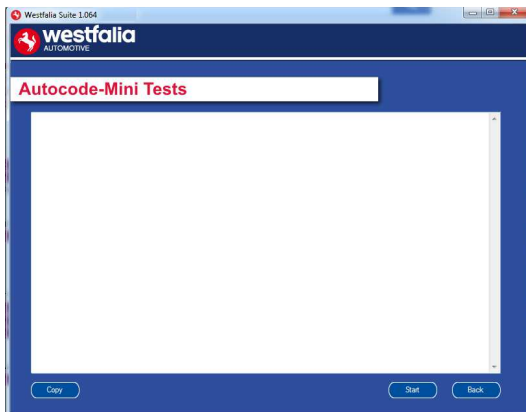 Westfalia Suite 1.064
westfalia
AUTOMOTIVE
Autocode-Mini Tests
Copy
Start
Back